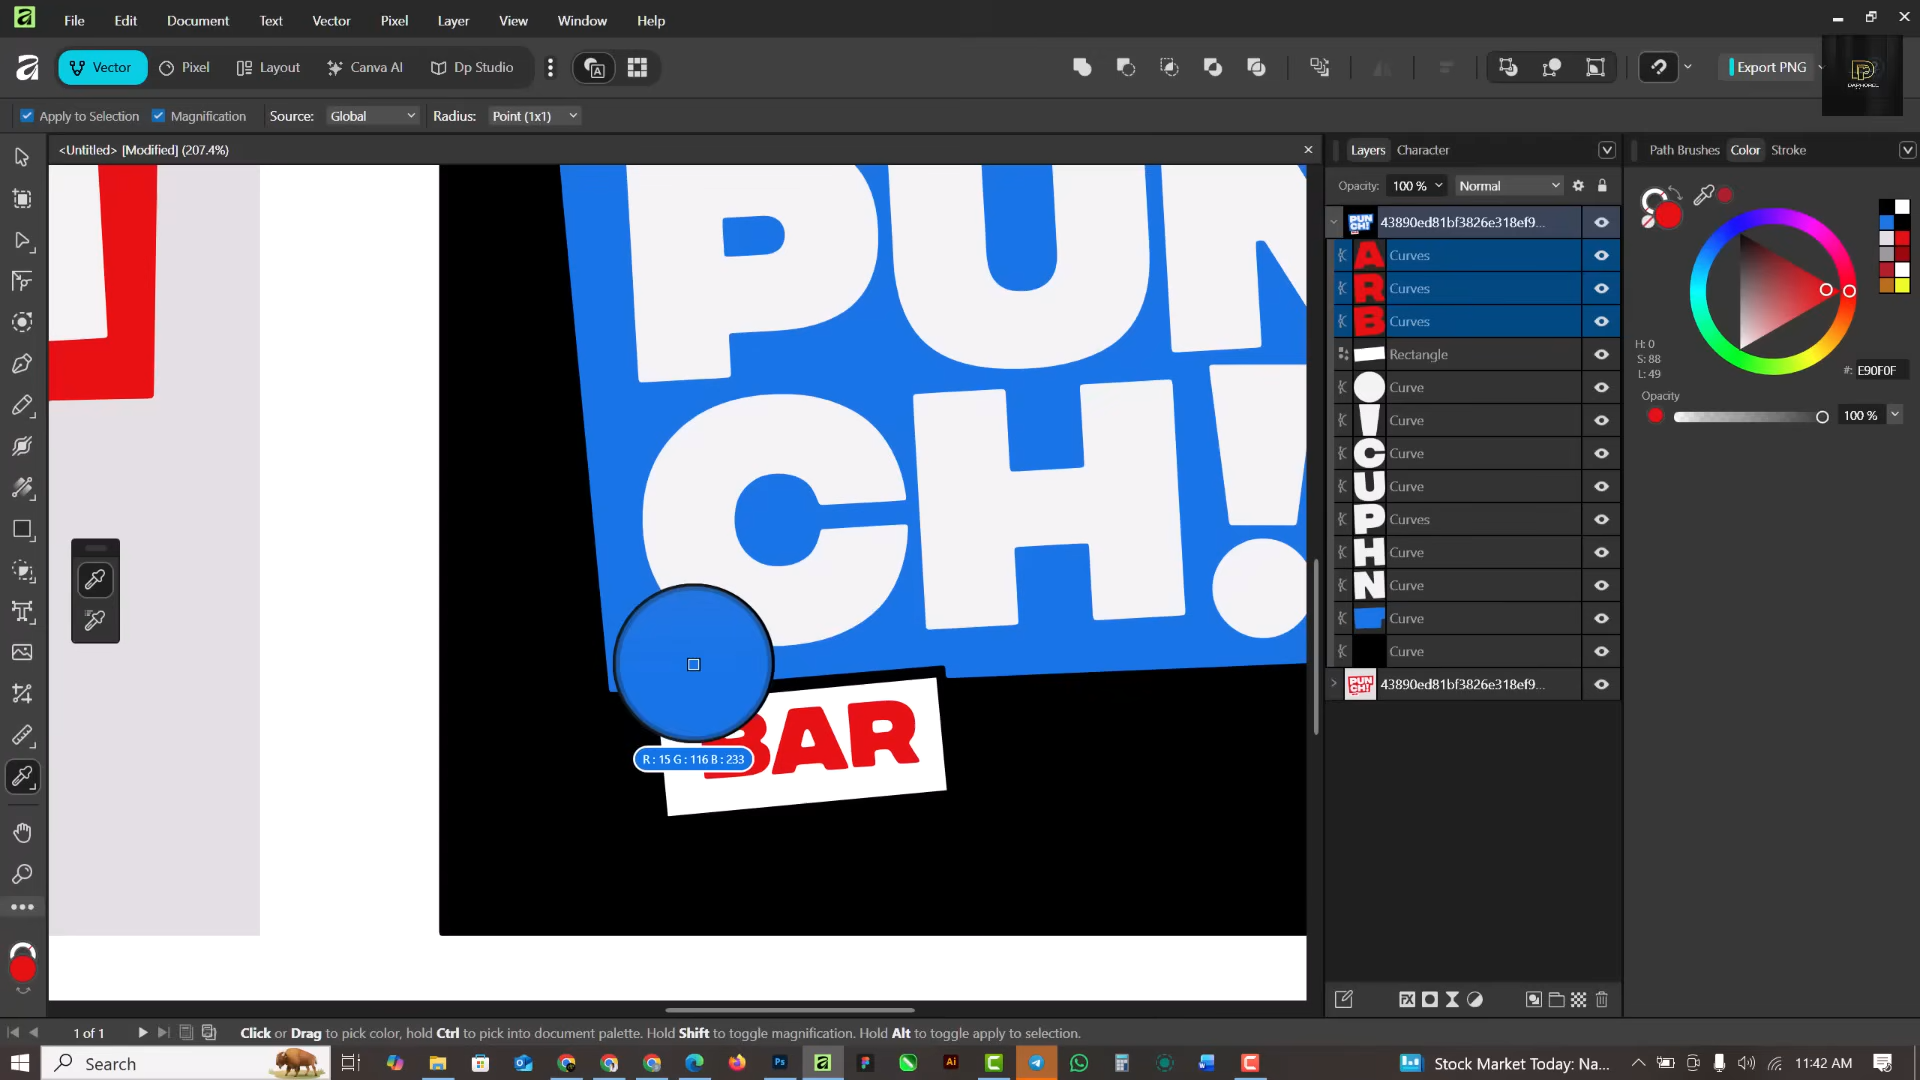 File Edit Document Text Vector Pixel Layer View Window Help
Vector Pixel Layout Canva AI Dp Studio Export PNG
Apply to Selection Magnification Source: Global Radius: Point (1x1)
<Untitled> [Modified] (207.4%)
Layers Character
Path Brushes Color Stroke
Opacity: 100 % Normal
43890ed81bf3826e318ef9...
Curves
Curves
Curves
Rectangle
Curve
Curve
Curve
Curve
Curves
Curve
Curve
Curve
Curve
43890ed81bf3826e318ef9...
H: 0
S: 88
L: 49
#: E90F0F
Opacity
100 %
PUN
CH!
BAR
R : 15 G : 116 B : 233
1 of 1
Click or Drag to pick color, hold Ctrl to pick into document palette. Hold Shift to toggle magnification. Hold Alt to toggle apply to selection.
Search
Stock Market Today: Na...
11:42 AM